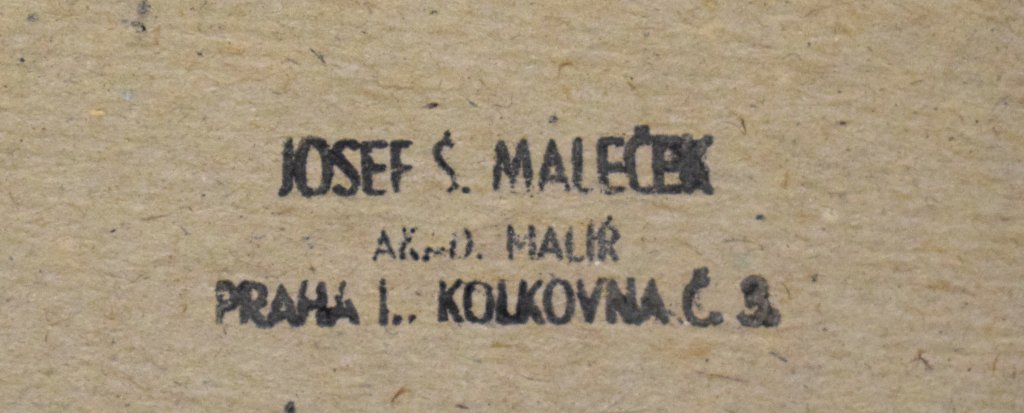 JOSEF Š. MALEČEK
AKAD. MALÍŘ
PRAHA I., KOLKOVNA Č. 3.